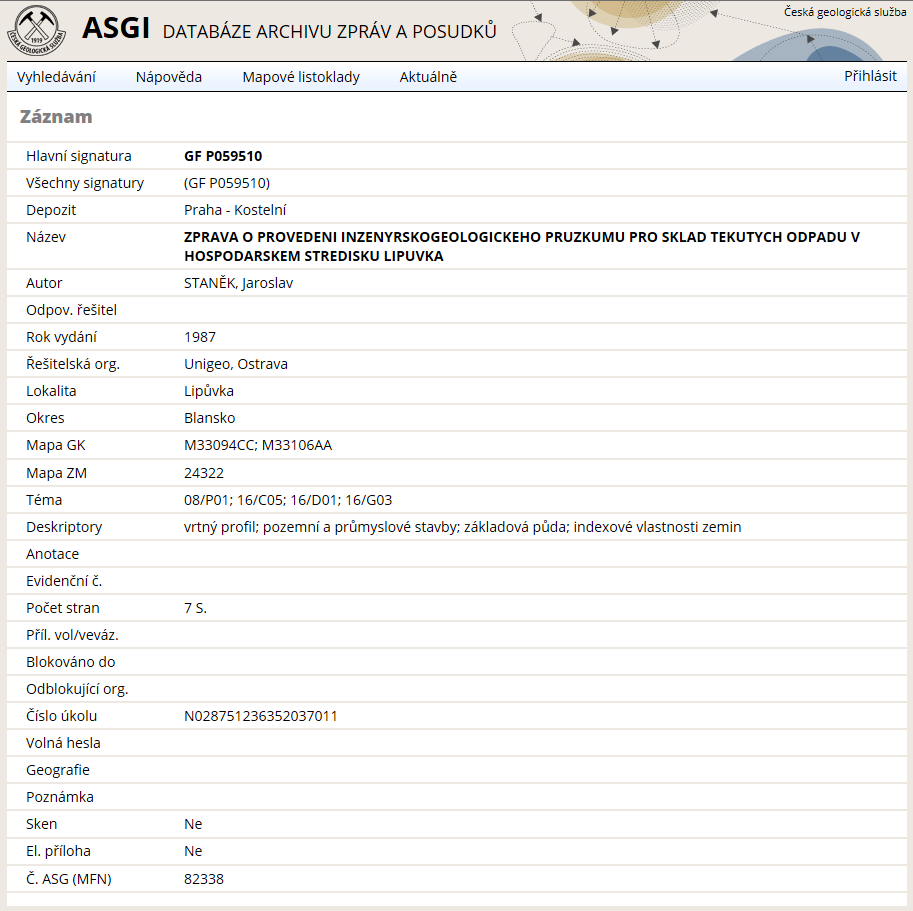 ČESKÁ GEOLOGICKÁ SLUŽBA
1919
ASGI DATABÁZE ARCHIVU ZPRÁV A POSUDKŮ
Česká geologická služba
Vyhledávání Nápověda Mapové listoklady Aktuálně Přihlásit
Záznam
Hlavní signatura GF P059510
Všechny signatury (GF P059510)
Depozit Praha - Kostelní
Název ZPRAVA O PROVEDENI INZENYRSKOGEOLOGICKEHO PRUZKUMU PRO SKLAD TEKUTYCH ODPADU V
HOSPODARSKEM STREDISKU LIPUVKA
Autor STANĚK, Jaroslav
Odpov. řešitel
Rok vydání 1987
Řešitelská org. Unigeo, Ostrava
Lokalita Lipůvka
Okres Blansko
Mapa GK M33094CC; M33106AA
Mapa ZM 24322
Téma 08/P01; 16/C05; 16/D01; 16/G03
Deskriptory vrtný profil; pozemní a průmyslové stavby; základová půda; indexové vlastnosti zemin
Anotace
Evidenční č.
Počet stran 7 S.
Příl. vol/veváz.
Blokováno do
Odblokující org.
Číslo úkolu N028751236352037011
Volná hesla
Geografie
Poznámka
Sken Ne
El. příloha Ne
Č. ASG (MFN) 82338